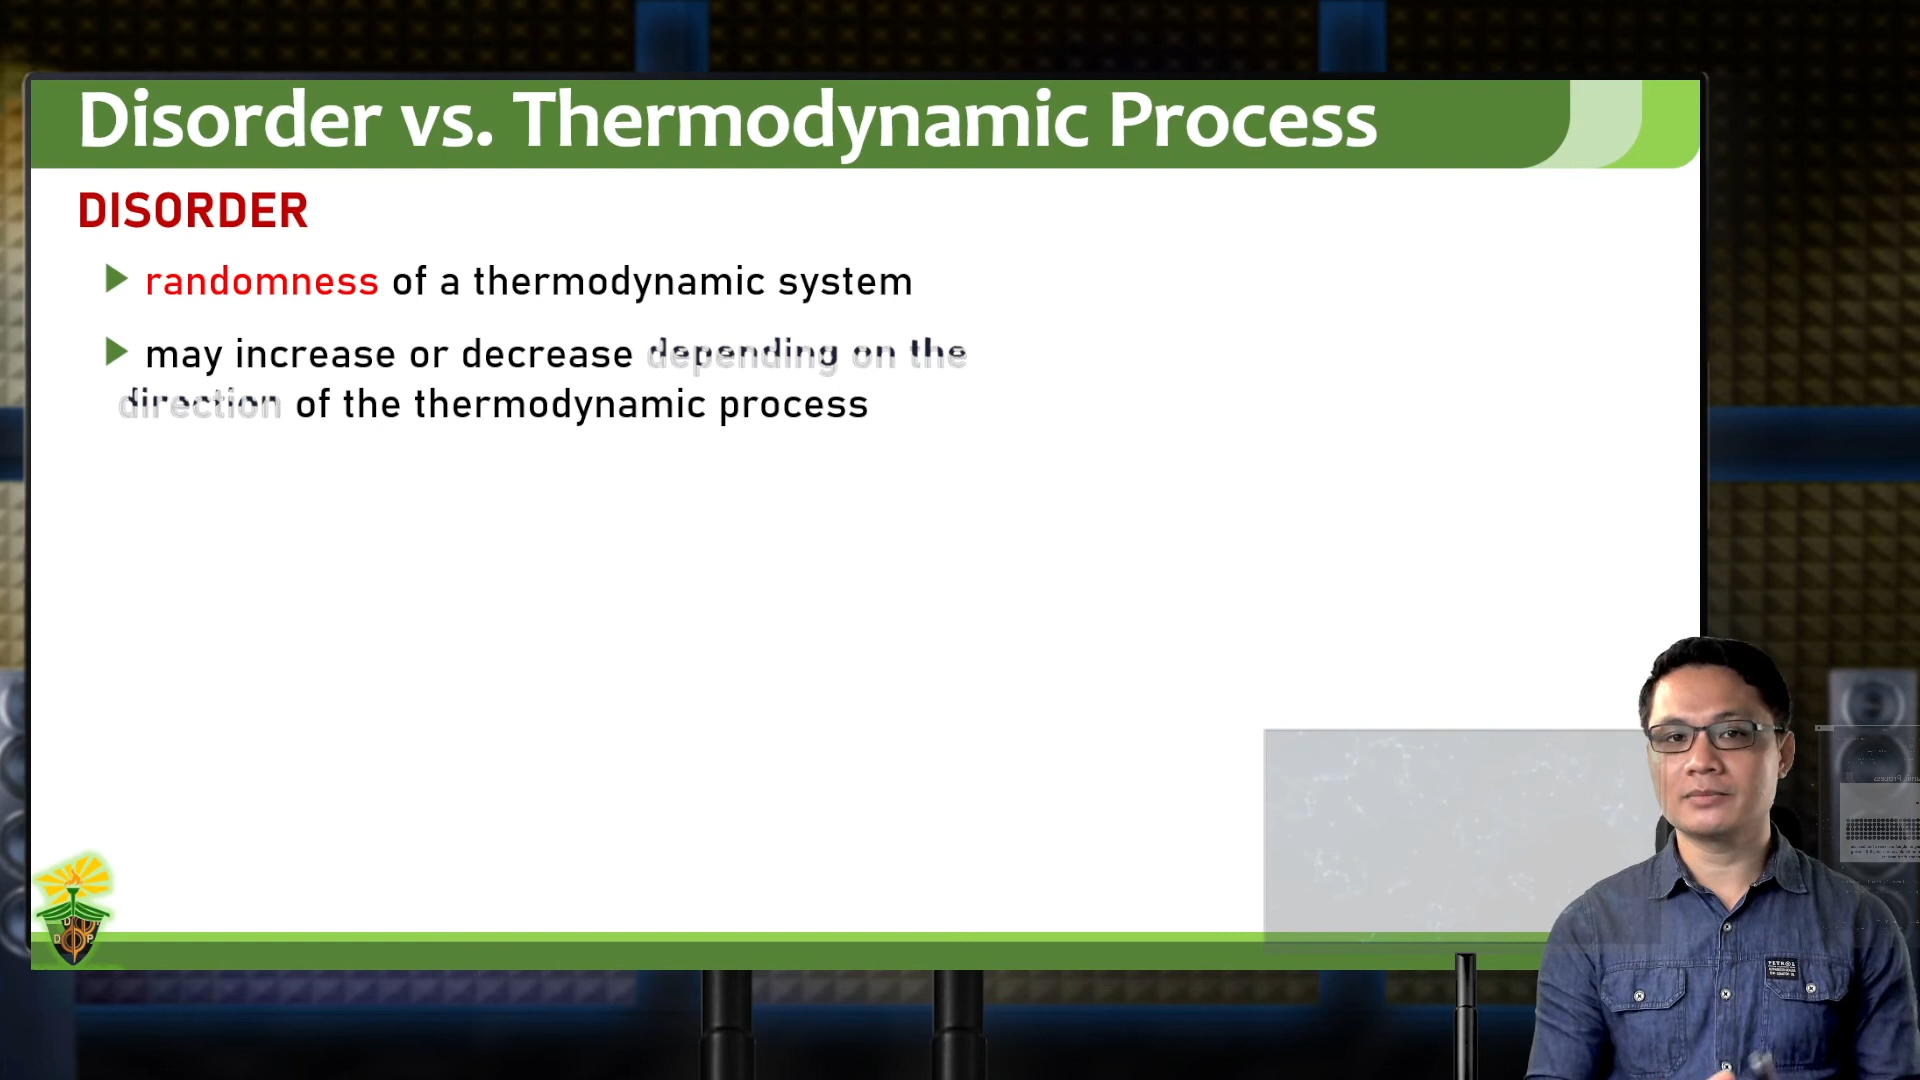 Disorder vs. Thermodynamic Process
DISORDER
randomness of a thermodynamic system
may increase or decrease depending on the
direction of the thermodynamic process
PETROL